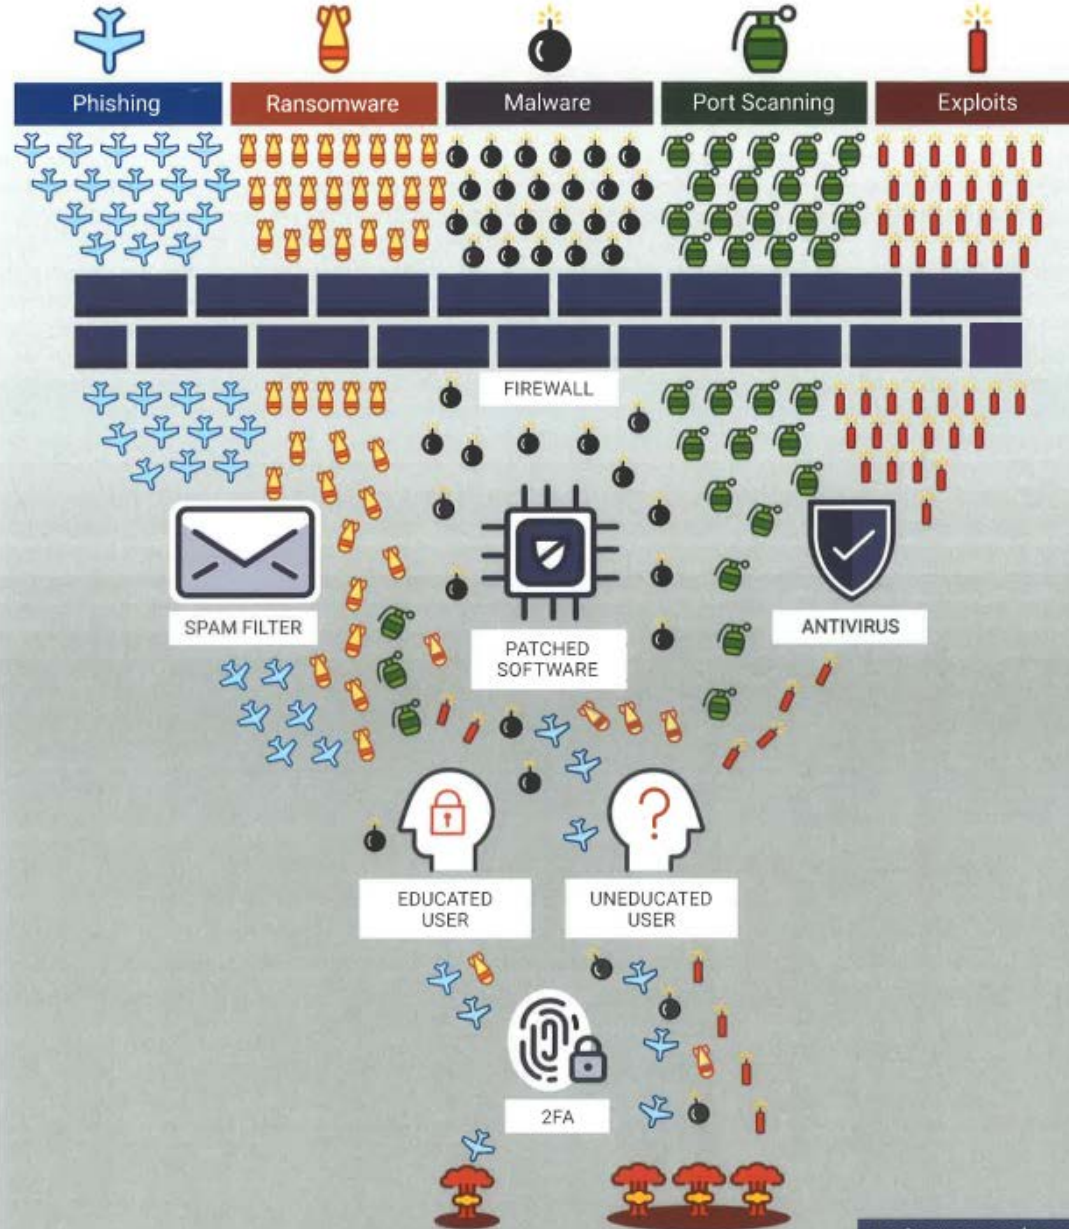 Phishing
Ransomware
Malware
Port Scanning
Exploits
FIREWALL
SPAM FILTER
PATCHED
SOFTWARE
ANTIVIRUS
?
EDUCATED
USER
UNEDUCATED
USER
2FA